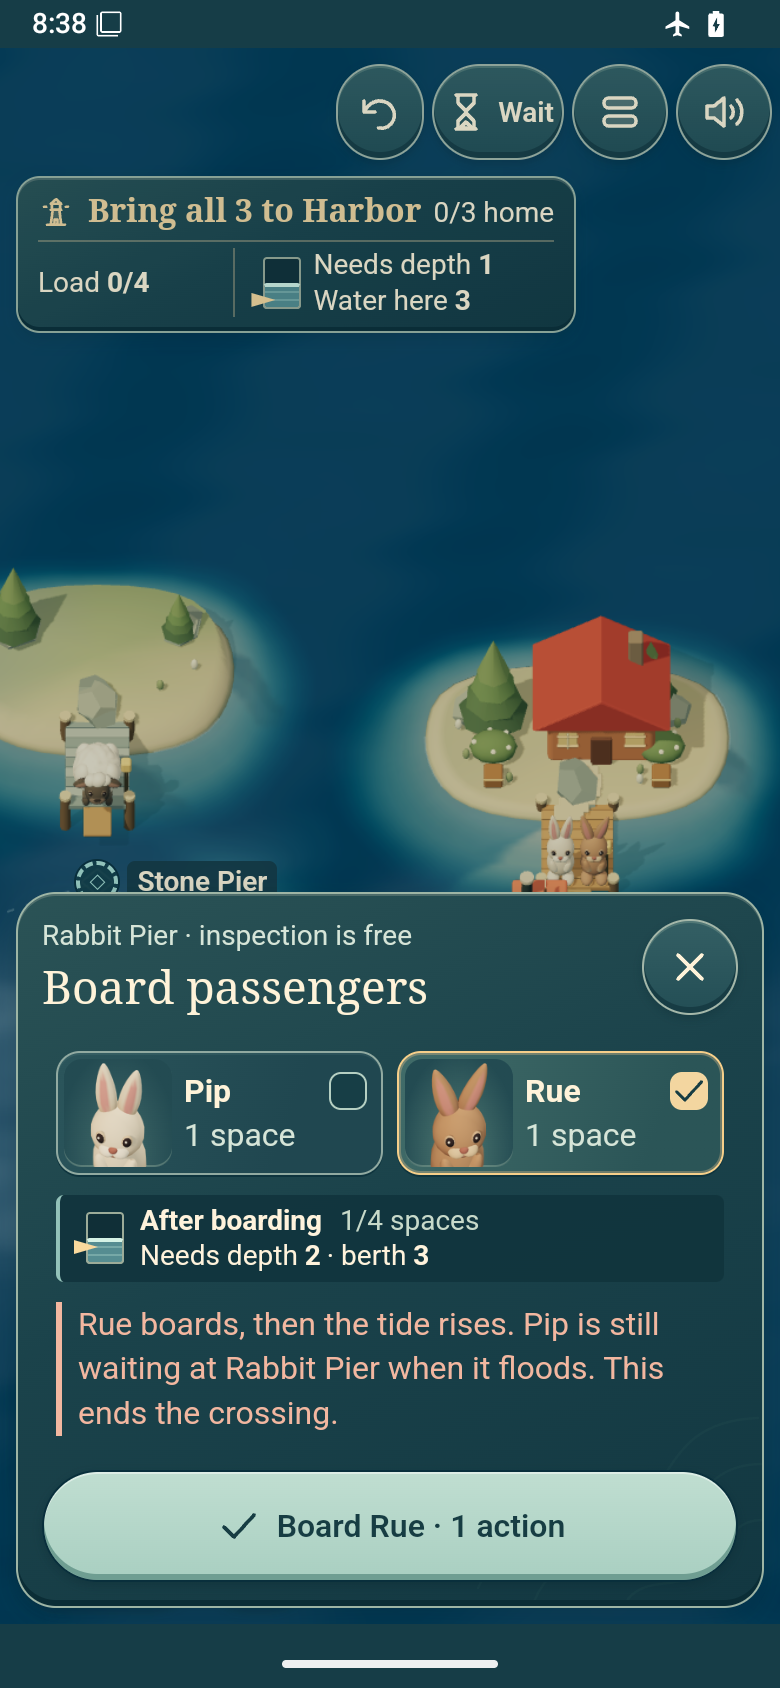 8:38
Wait
Bring all 3 to Harbor 0/3 home
Load 0/4
Needs depth 1
Water here 3
Stone Pier
Rabbit Pier · inspection is free
Board passengers
Pip
1 space
Rue
1 space
After boarding 1/4 spaces
Needs depth 2 · berth 3
Rue boards, then the tide rises. Pip is still
waiting at Rabbit Pier when it floods. This
ends the crossing.
Board Rue · 1 action